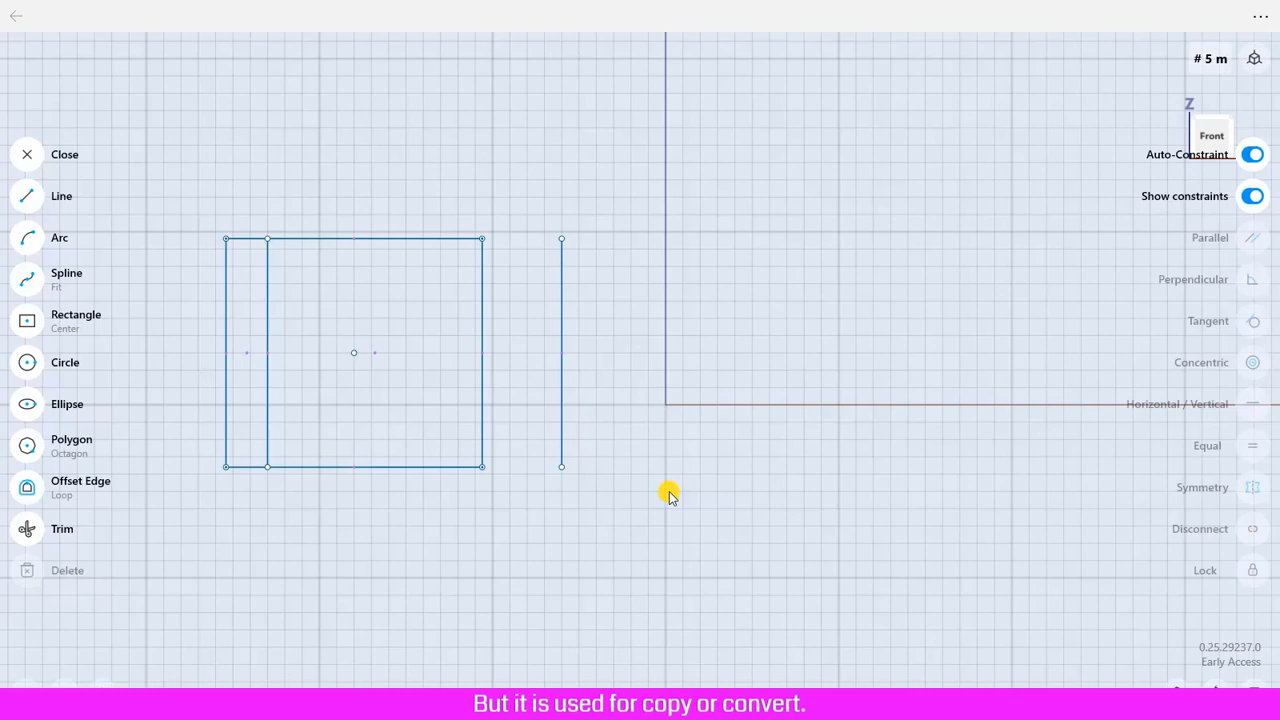 # 5 m
Z
Front
Close
Line
Arc
Spline
Fit
Rectangle
Center
Circle
Ellipse
Polygon
Octagon
Offset Edge
Loop
Trim
Delete
Auto-Constraint
Show constraints
Parallel
Perpendicular
Tangent
Concentric
Horizontal / Vertical
Equal
Symmetry
Disconnect
Lock
0.25.29237.0
Early Access
But it is used for copy or convert.